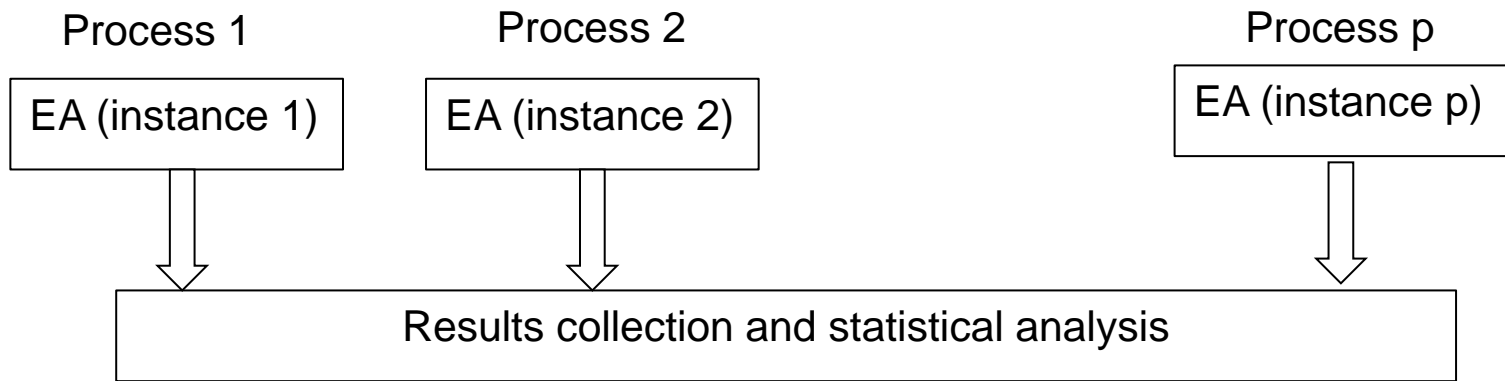 Process 1
Process 2
Process p
EA (instance 1)
EA (instance 2)
EA (instance p)
Results collection and statistical analysis